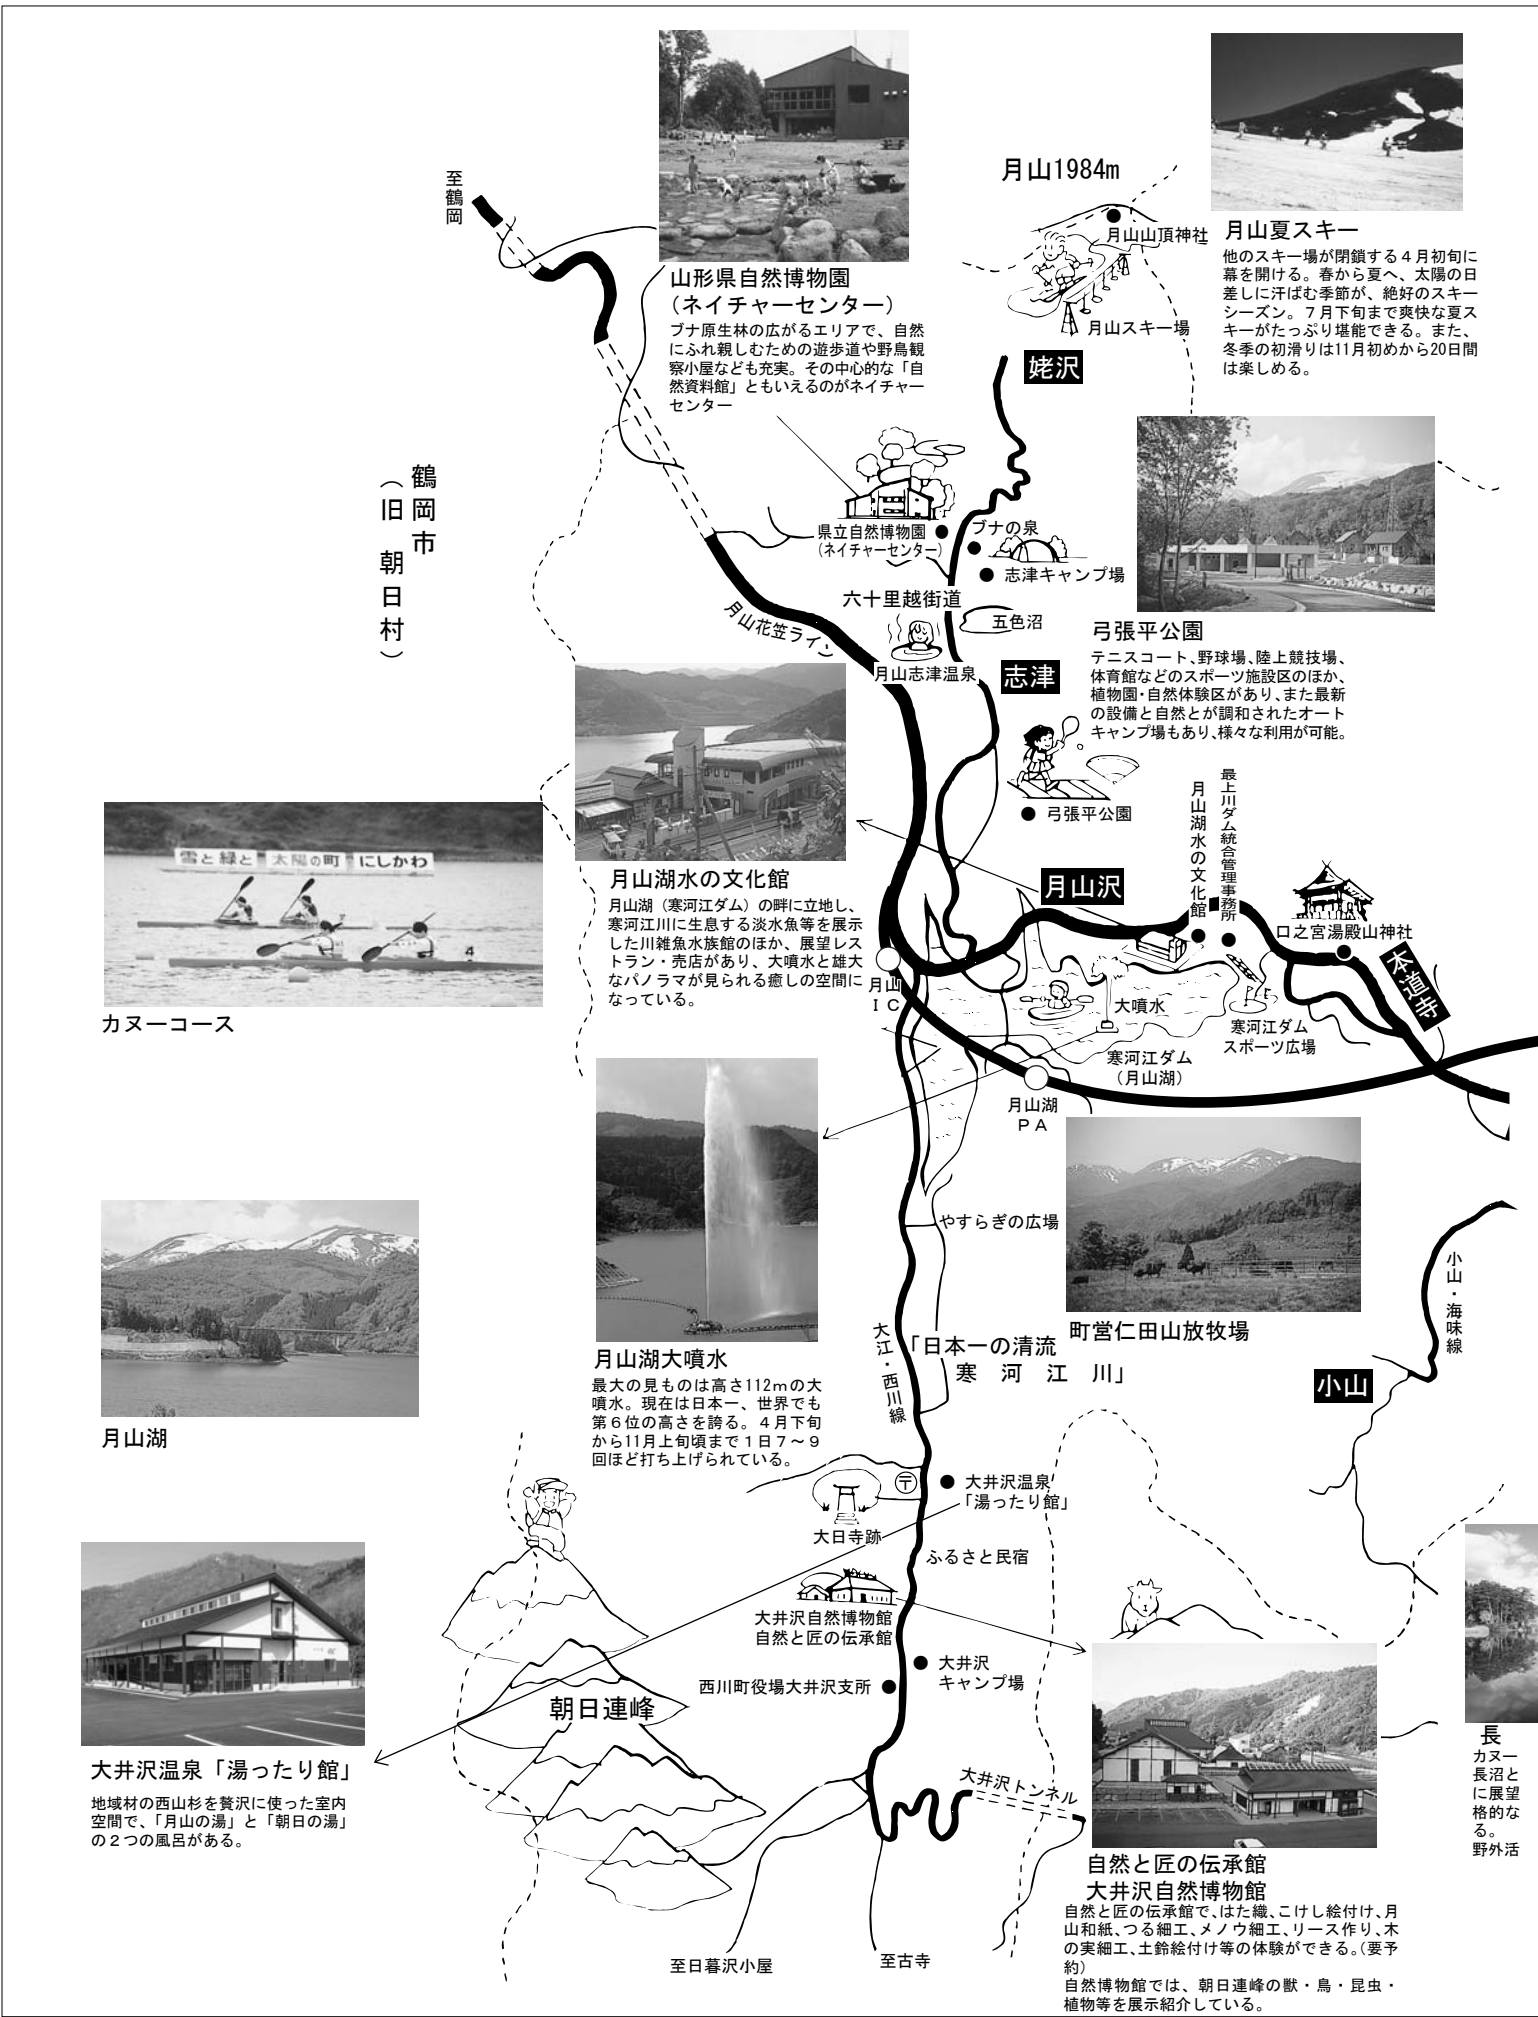 月山1984m
月山山頂神社
月山スキー場
姥沢
月山夏スキー
他のスキー場が閉鎖する４月初旬に
幕を開ける。春から夏へ、太陽の日
差しに汗ばむ季節が、絶好のスキー
シーズン。７月下旬まで爽快な夏ス
キーがたっぷり堪能できる。また、
冬季の初滑りは11月初めから20日間
は楽しめる。
至鶴岡
山形県自然博物園
（ネイチャーセンター）
ブナ原生林の広がるエリアで、自然
にふれ親しむための遊歩道や野鳥観
察小屋なども充実。その中心的な「自
然資料館」ともいえるのがネイチャー
センター
鶴岡市
（旧 朝日村）
県立自然博物園
（ネイチャーセンター）
ブナの泉
志津キャンプ場
六十里越街道
五色沼
月山花笠ライン
月山志津温泉
志津
弓張平公園
テニスコート、野球場、陸上競技場、
体育館などのスポーツ施設区のほか、
植物園・自然体験区があり、また最新
の設備と自然とが調和されたオート
キャンプ場もあり、様々な利用が可能。
弓張平公園
月山湖水の文化館
最上川ダム統合管理事務所
月山沢
口之宮湯殿山神社
本道寺
雪と緑と 太陽の町 にしかわ
4
カヌーコース
月山湖水の文化館
月山湖（寒河江ダム）の畔に立地し、
寒河江川に生息する淡水魚等を展示
した川雑魚水族館のほか、展望レス
トラン・売店があり、大噴水と雄大
なパノラマが見られる癒しの空間に
なっている。
月山
ＩＣ
大噴水
寒河江ダム
スポーツ広場
寒河江ダム
（月山湖）
月山湖
ＰＡ
やすらぎの広場
町営仁田山放牧場
小山・海味線
小山
月山湖
月山湖大噴水
最大の見ものは高さ112ｍの大
噴水。現在は日本一、世界でも
第６位の高さを誇る。４月下旬
から11月上旬頃まで１日７～９
回ほど打ち上げられている。
大江・西川線
「日本一の清流
寒河江川」
〒
大井沢温泉
「湯ったり館」
大日寺跡
ふるさと民宿
大井沢自然博物館
自然と匠の伝承館
大井沢
キャンプ場
西川町役場大井沢支所
朝日連峰
大井沢温泉「湯ったり館」
地域材の西山杉を贅沢に使った室内
空間で、「月山の湯」と「朝日の湯」
の２つの風呂がある。
大井沢トンネル
自然と匠の伝承館
大井沢自然博物館
自然と匠の伝承館で、はた織、こけし絵付け、月
山和紙、つる細工、メノウ細工、リース作り、木
の実細工、土鈴絵付け等の体験ができる。（要予
約）
自然博物館では、朝日連峰の獣・鳥・昆虫・
植物等を展示紹介している。
至日暮沢小屋
至古寺
長
カヌー
長沼と
に展望
格的な
る。
野外活